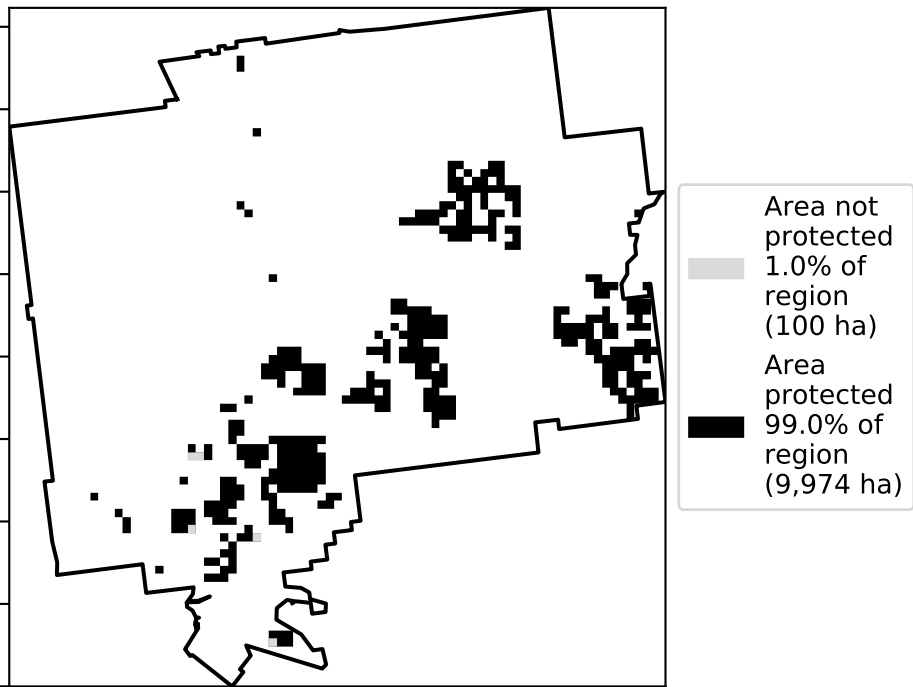 Area not
protected
1.0% of
region
(100 ha)
Area
protected
99.0% of
region
(9,974 ha)